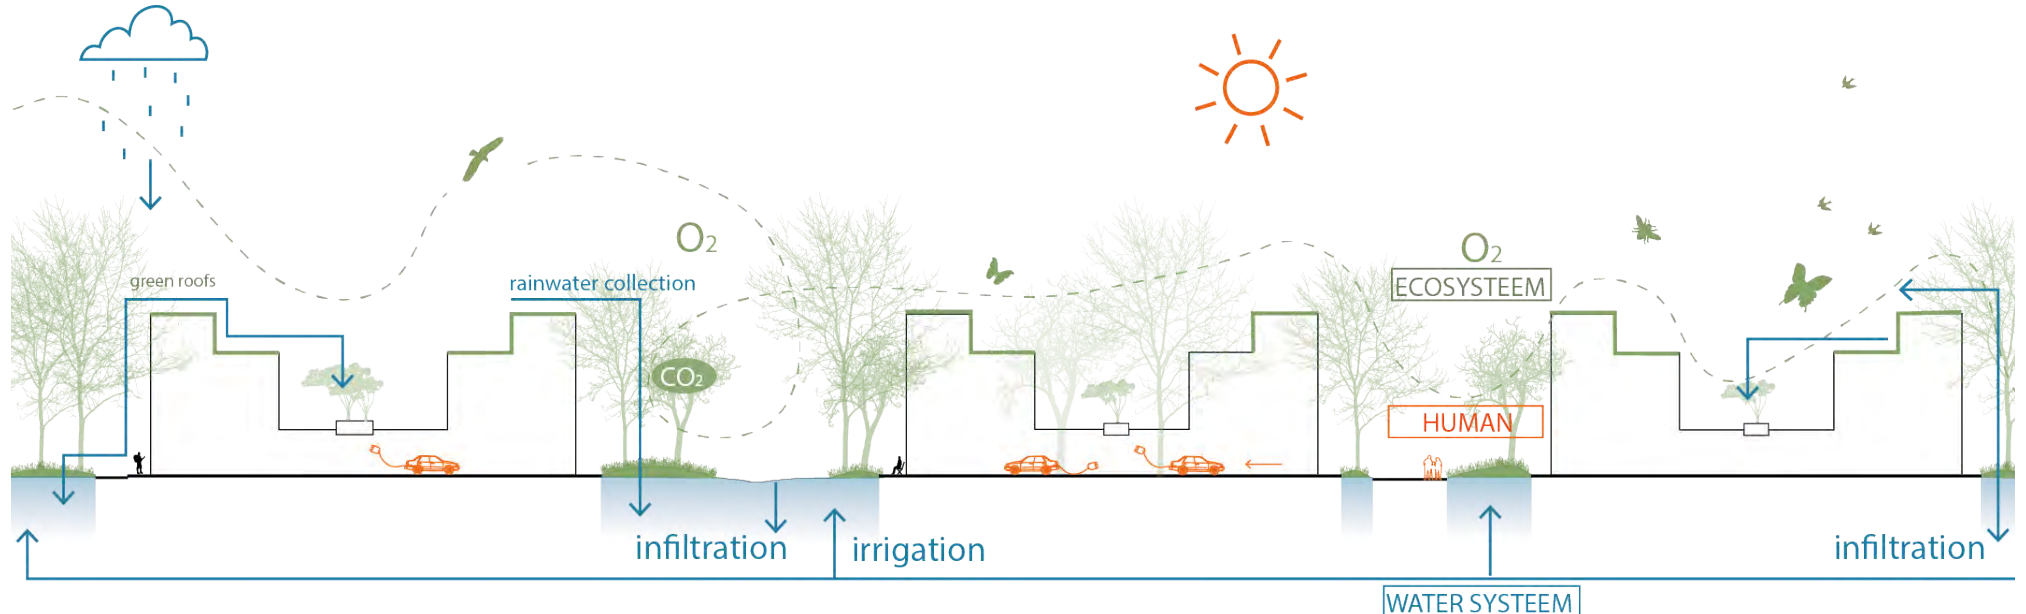 O2
O2
green roofs
rainwater collection
ECOSYSTEEM
CO2
HUMAN
infiltration
irrigation
infiltration
WATER SYSTEEM